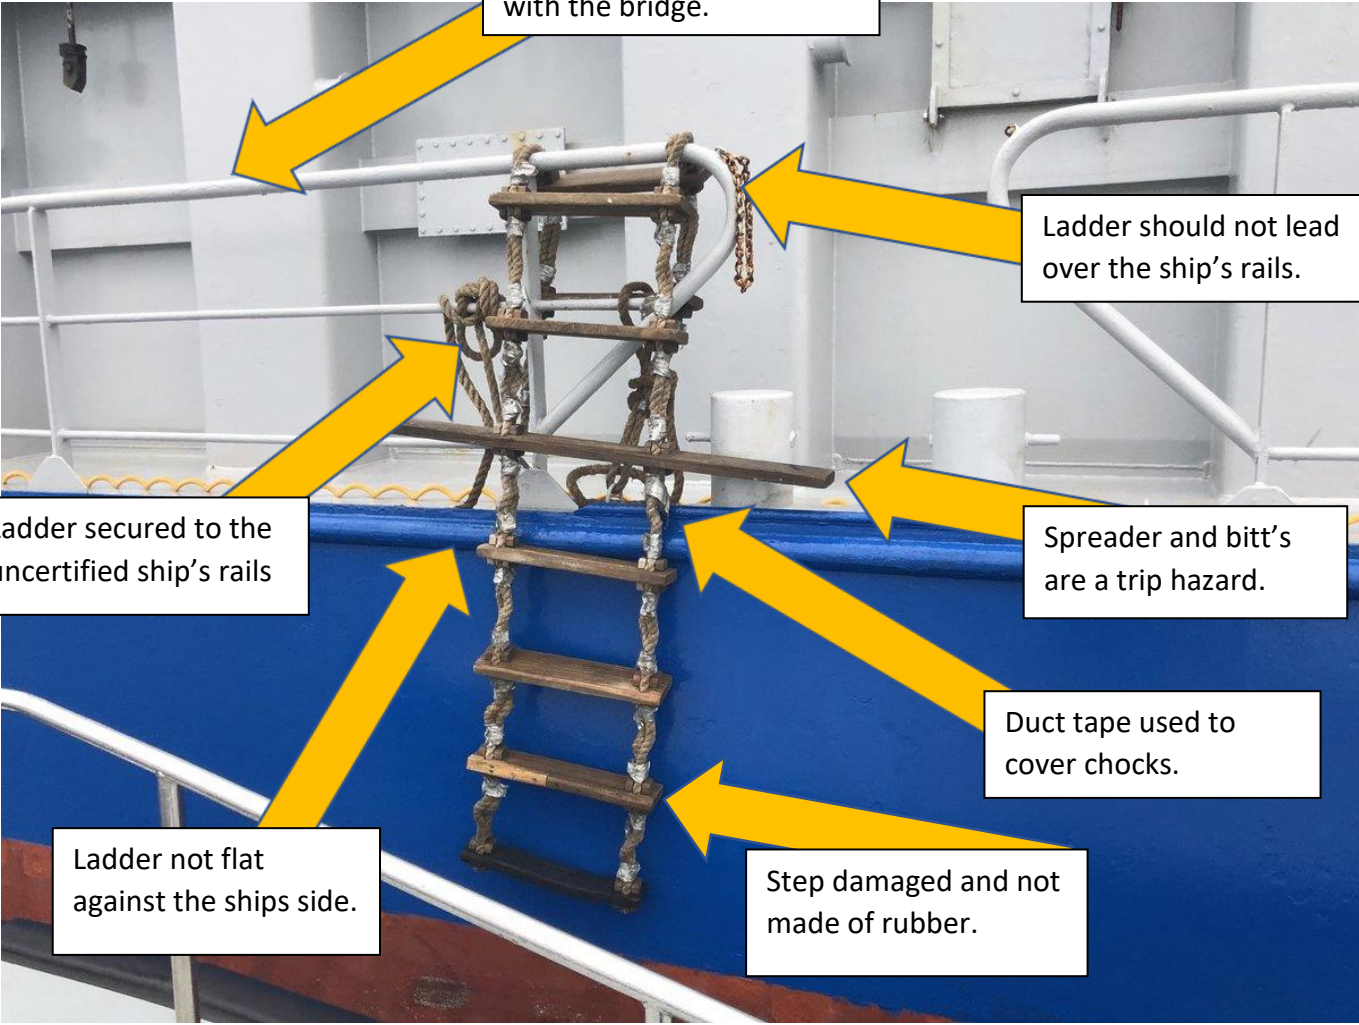 with the bridge.
Ladder should not lead
over the ship's rails.
adder secured to the
uncertified ship's rails
Spreader and bitt's
are a trip hazard.
Duct tape used to
cover chocks.
Ladder not flat
against the ships side.
Step damaged and not
made of rubber.